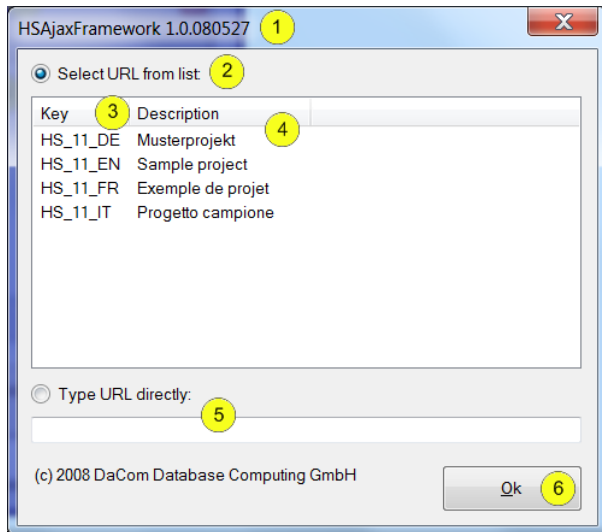 HSAjaxFramework 1.0.080527 1
Select URL from list: 2
Key 3 Description 4
HS_11_DE Musterprojekt
HS_11_EN Sample project
HS_11_FR Exemple de projet
HS_11_IT Progetto campione
Type URL directly: 5
(c) 2008 DaCom Database Computing GmbH
Ok 6